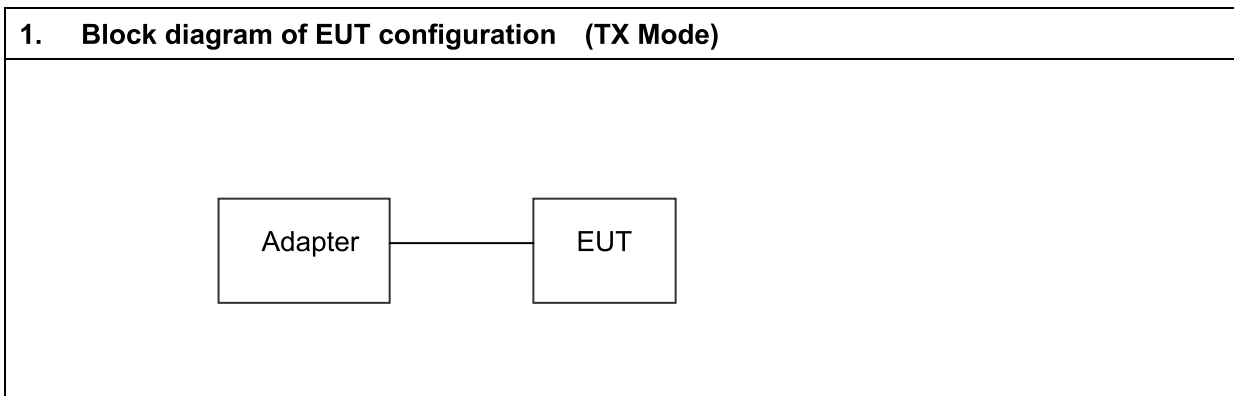 1. Block diagram of EUT configuration (TX Mode)
Adapter
EUT